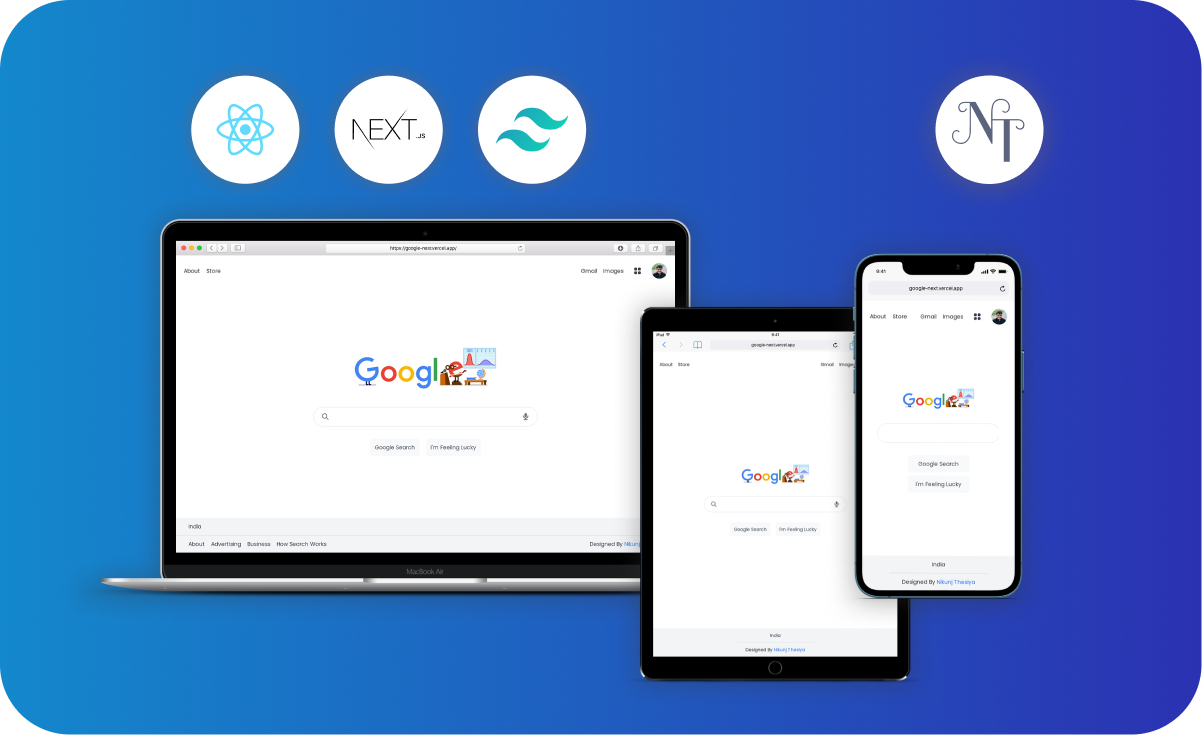 NEXT.JS
NT
https://google-next.vercel.app/
About Store
Gmail Images
Google
Google Search I'm Feeling Lucky
India
About Advertising Business How Search Works
Designed By Nikunj
MacBook Air
iPad 9:41
google-next.vercel.app
About Store
Gmail Images
Google
Google Search I'm Feeling Lucky
India
Designed By Nikunj Thesiya
9:41
google-next.vercel.app
About Store Gmail Images
Google
Google Search
I'm Feeling Lucky
India
Designed By Nikunj Thesiya